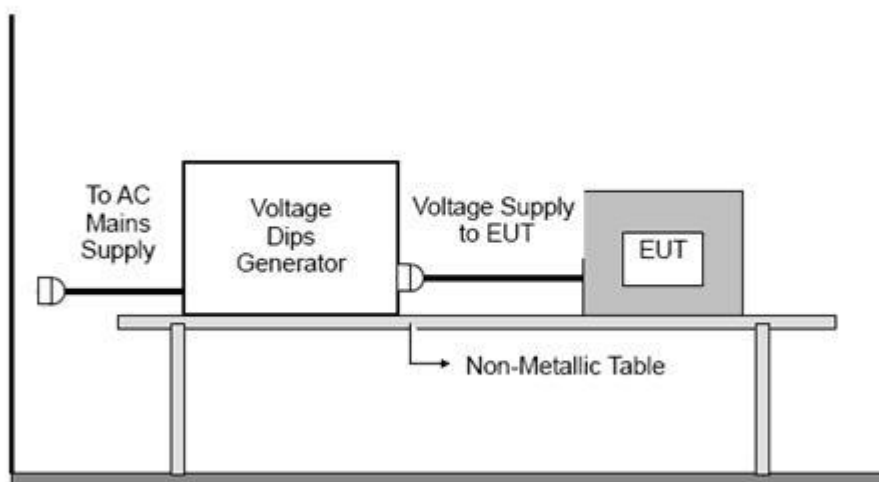 To AC
Mains
Supply
Voltage
Dips
Generator
Voltage Supply
to EUT
EUT
Non-Metallic Table